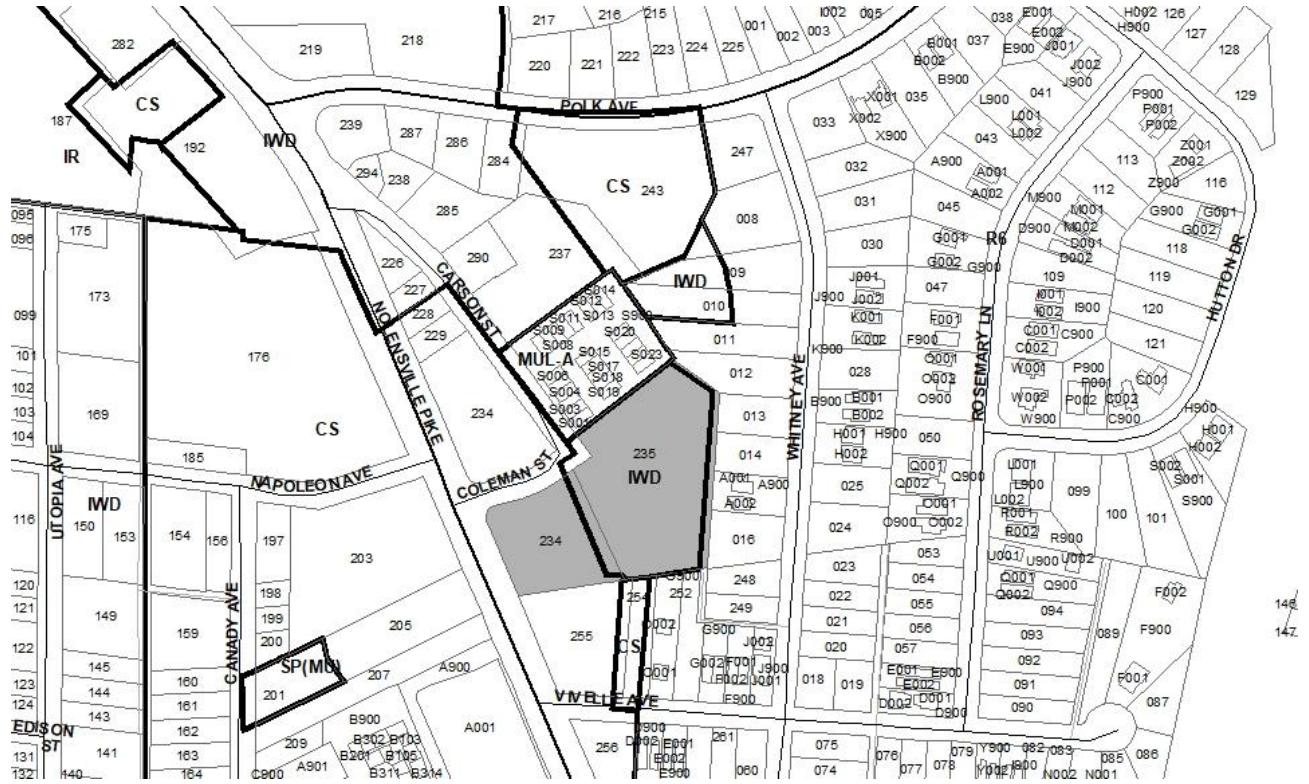 282
CS
187
IR
192
IWD
219
218
217
216
215
220
221
222
223
224
225
001
002
003
I002
005
POLK AVE
239
287
286
284
294
238
285
290
237
CS 243
247
008
009
IWD
010
011
012
013
014
A001
A900
A002
016
248
249
033
032
031
030
J001
J900
J002
K001
K002
K900
028
B900
B001
B002
H001
H900
H002
025
024
023
022
021
020
018
019
WHITNEY AVE
038
E001
E002
J001
E900
J002
J900
037
B001
B002
B900
X001
X002
035
X900
L900
041
L001
L002
043
A900
A001
A002
045
G001
R6
G002
G900
047
F001
F900
O001
O002
O900
050
Q001
Q002
Q900
O001
O900
O002
053
054
055
056
057
E001
E900
E002
D002
D001
D900
ROSEMARY LN
H002
H900
126
127
128
129
P900
P001
P002
113
Z001
Z002
Z900
116
112
M900
M001
M002
D900
D001
D002
G900
G001
G002
118
119
120
121
109
I001
I002
I900
C001
C002
C900
W001
W002
W900
P900
P001
P002
C001
C002
C900
HUTTON DR
H900
H001
H002
S002
S001
S900
L001
L900
L002
R001
R002
099
R900
100
101
U001
U900
U002
Q001
Q900
Q002
094
093
092
091
090
089
F002
F900
F001
087
146
147
095
096
175
173
099
101
102
103
104
169
176
CS
185
NAPOLEON AVE
UTOPIA AVE
IWD
116
150
153
154
156
120
121
122
123
124
149
145
144
143
141
140
131
132
EDISON ST
159
160
161
162
163
164
CANADY AVE
197
198
199
200
201
SP(MU)
203
205
207
209
A900
A001
A901
B900
B302
B103
B201
B105
B311
B314
C900
226
227
228
229
234
CARSON ST
NOLENSVILLE PIKE
COLEMAN ST
MUL-A
S014
S012
S013
S011
S900
S009
S020
S008
S015
S023
S017
S006
S018
S004
S019
S003
S001
235
IWD
234
254
255
CS
G900
252
D002
O001
G900
J002
G002
F001
J900
F002
J001
F900
VIVELLE AVE
256
D900
D002
E001
E002
E900
261
060
075
074
076
077
078
079
Y900
Y002
082
I900
083
N002
N001
085
086